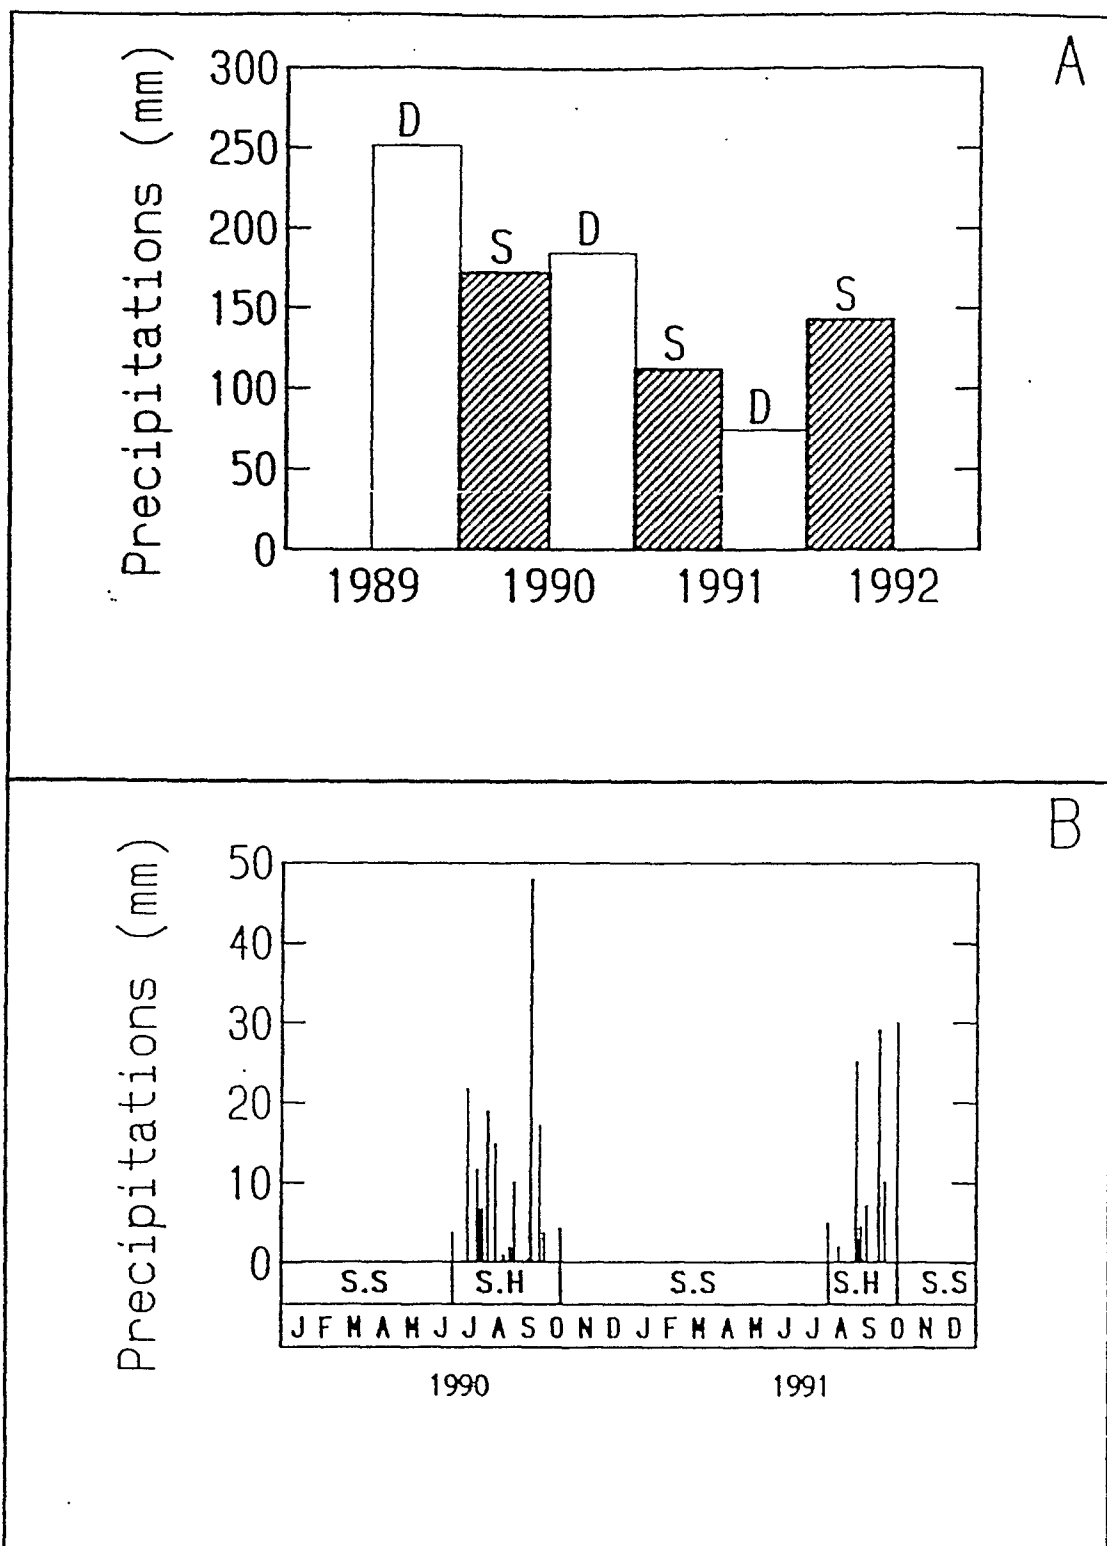 A
Precipitations (mm)
300
250
200
150
100
50
0
D
S
D
S
D
S
1989 1990 1991 1992
B
Precipitations (mm)
50
40
30
20
10
0
S.S S.H S.S S.H S.S
J F M A M J J A S O N D J F M A M J J A S O N D
1990 1991